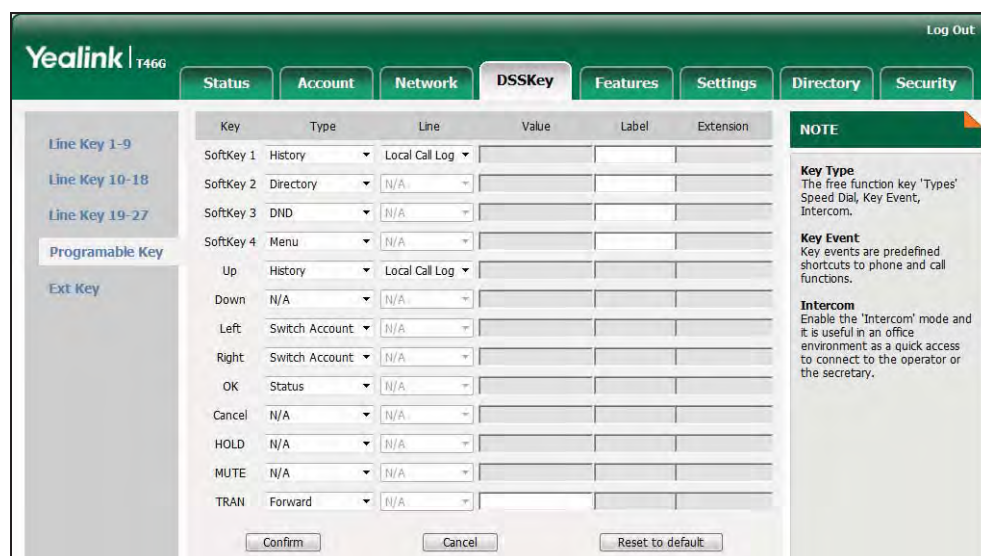 Log Out
Yealink | T46G
Status Account Network DSSKey Features Settings Directory Security
Line Key 1-9
Line Key 10-18
Line Key 19-27
Programable Key
Ext Key
Key Type Line Value Label Extension
SoftKey 1 History Local Call Log
SoftKey 2 Directory N/A
SoftKey 3 DND N/A
SoftKey 4 Menu N/A
Up History Local Call Log
Down N/A N/A
Left Switch Account N/A
Right Switch Account N/A
OK Status N/A
Cancel N/A N/A
HOLD N/A N/A
MUTE N/A N/A
TRAN Forward N/A
Confirm Cancel Reset to default
NOTE
Key Type
The free function key 'Types'
Speed Dial, Key Event,
Intercom.
Key Event
Key events are predefined
shortcuts to phone and call
functions.
Intercom
Enable the 'Intercom' mode and
it is useful in an office
environment as a quick access
to connect to the operator or
the secretary.